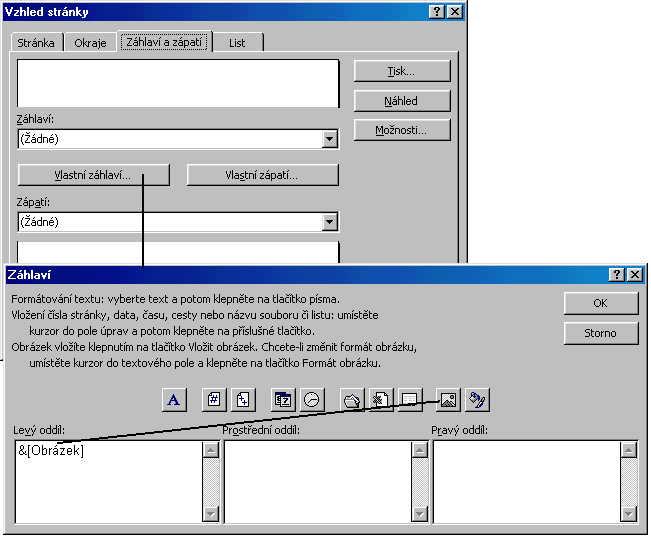 Vzhled stránky
Stránka Okraje Záhlaví a zápatí List
Tisk...
Náhled
Záhlaví:
(Žádné)
Možnosti...
Vlastní záhlaví... Vlastní zápatí...
Zápatí:
(Žádné)
Záhlaví
Formátování textu: vyberte text a potom klepněte na tlačítko písma.
Vložení čísla stránky, data, času, cesty nebo názvu souboru či listu: umístěte
kurzor do pole úprav a potom klepněte na příslušné tlačítko.
Obrázek vložíte klepnutím na tlačítko Vložit obrázek. Chcete-li změnit formát obrázku,
umístěte kurzor do textového pole a klepněte na tlačítko Formát obrázku.
OK
Storno
A
Levý oddíl: Prostřední oddíl: Pravý oddíl:
&[Obrázek]